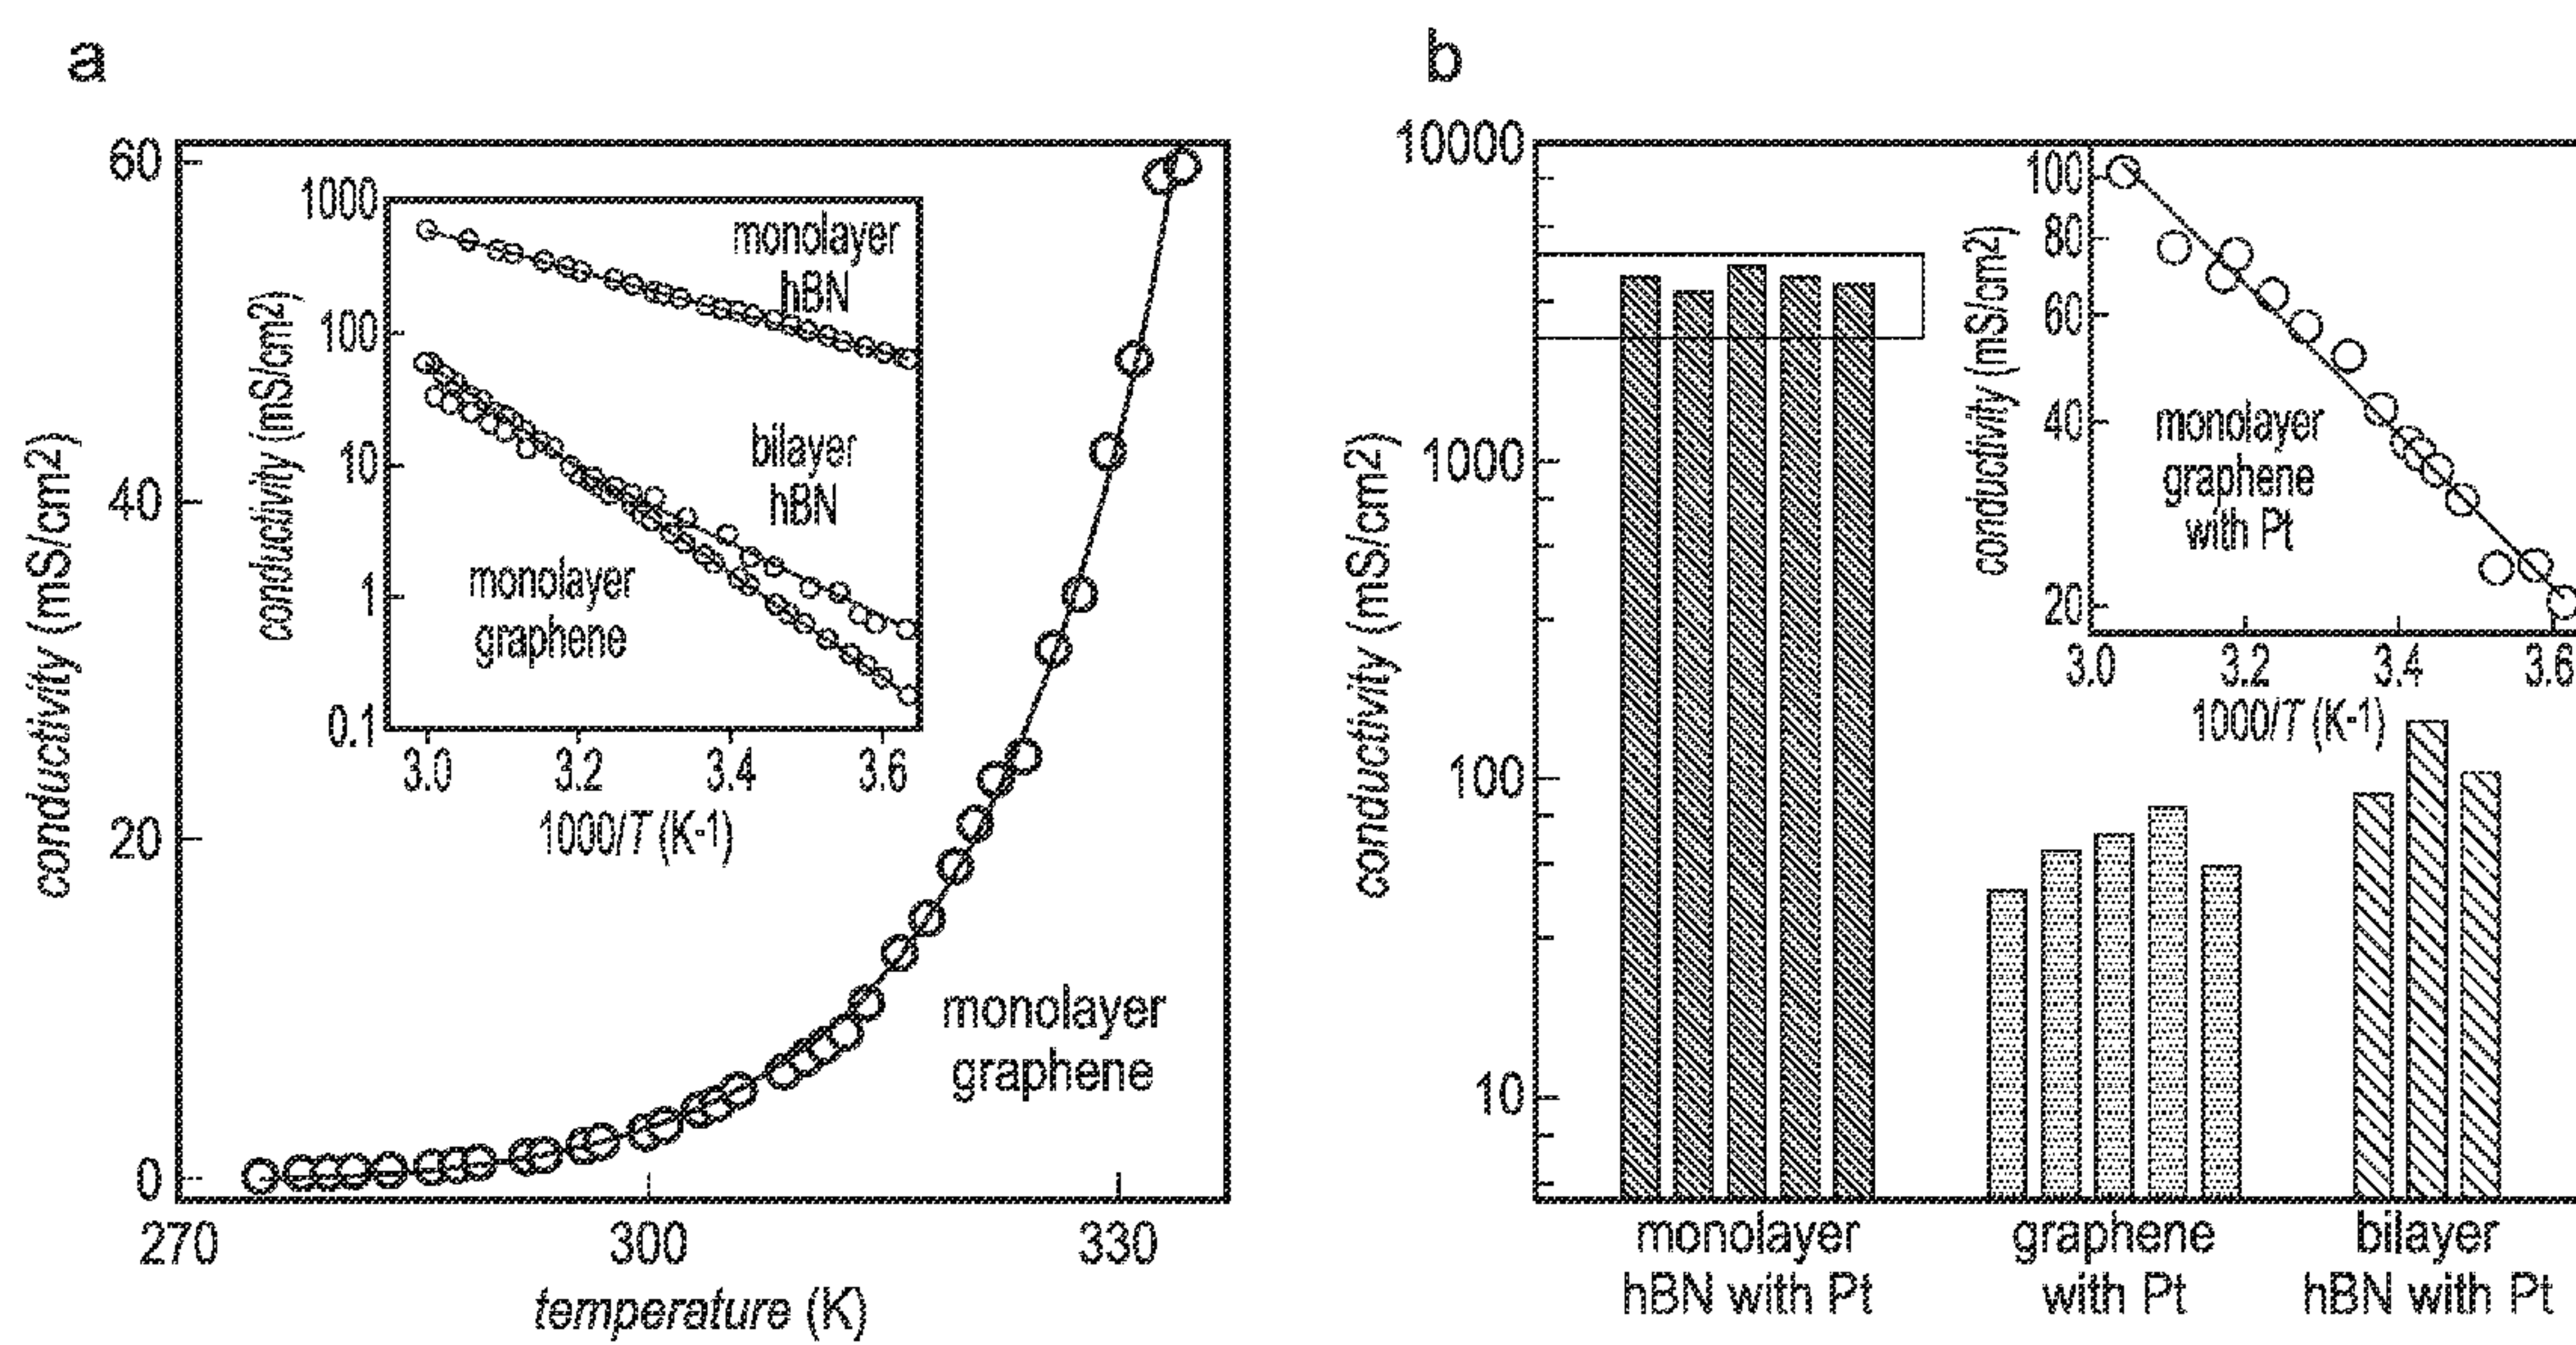 a
60
40
20
0
conductivity (mS/cm2)
270
300
330
temperature (K)
monolayer
graphene
1000
100
10
1
0.1
conductivity (mS/cm2)
3.0
3.2
3.4
3.6
1000/T (K-1)
monolayer
hBN
bilayer
hBN
monolayer
graphene
b
10000
1000
100
10
conductivity (mS/cm2)
monolayer
hBN with Pt
graphene
with Pt
bilayer
hBN with Pt
100
80
60
40
20
conductivity (mS/cm2)
3.0
3.2
3.4
3.6
1000/T (K-1)
monolayer
graphene
with Pt